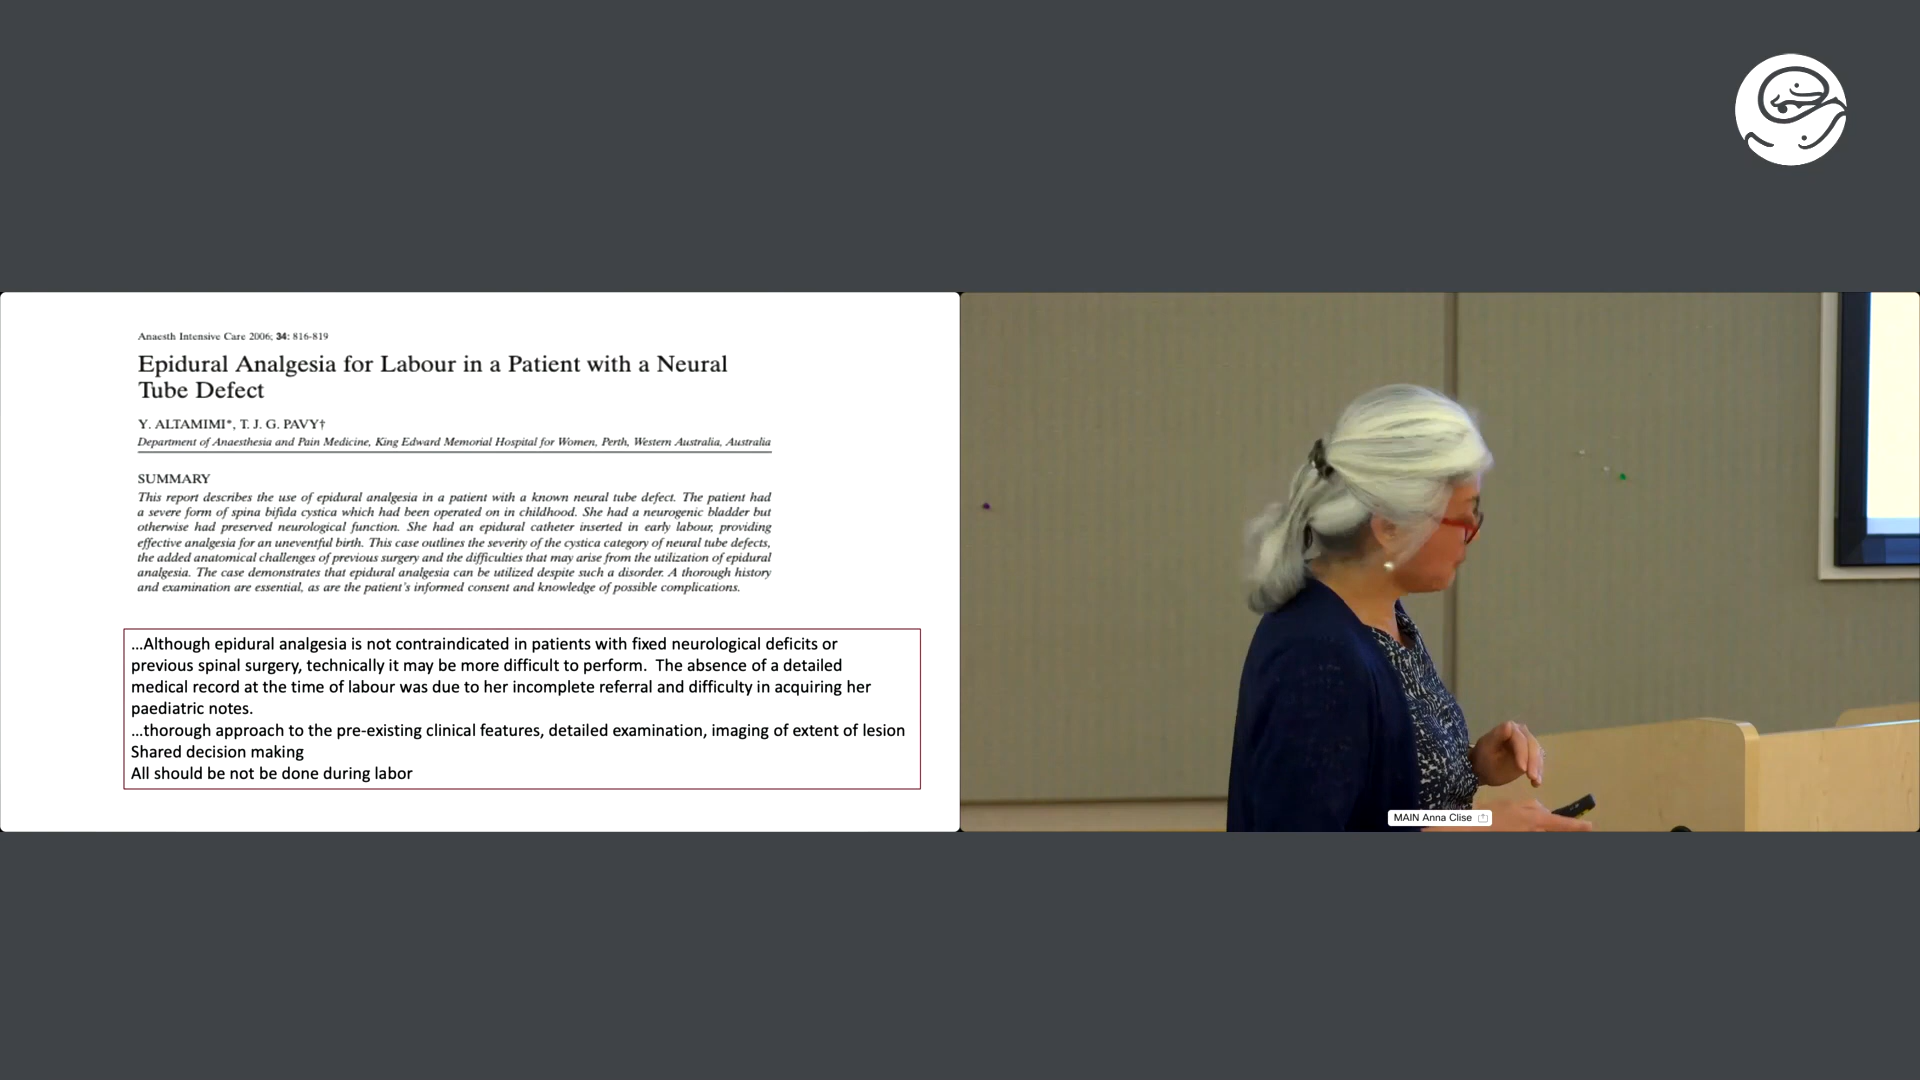 Anaesth Intensive Care 2006; 34: 816-819
Epidural Analgesia for Labour in a Patient with a Neural
Tube Defect
Y. ALTAMIMI*, T. J. G. PAVY†
Department of Anaesthesia and Pain Medicine, King Edward Memorial Hospital for Women, Perth, Western Australia, Australia
SUMMARY
This report describes the use of epidural analgesia in a patient with a known neural tube defect. The patient had
a severe form of spina bifida cystica which had been operated on in childhood. She had a neurogenic bladder but
otherwise had preserved neurological function. She had an epidural catheter inserted in early labour, providing
effective analgesia for an uneventful birth. This case outlines the severity of the cystica category of neural tube defects,
the added anatomical challenges of previous surgery and the difficulties that may arise from the utilization of epidural
analgesia. The case demonstrates that epidural analgesia can be utilized despite such a disorder. A thorough history
and examination are essential, as are the patient's informed consent and knowledge of possible complications.
...Although epidural analgesia is not contraindicated in patients with fixed neurological deficits or
previous spinal surgery, technically it may be more difficult to perform.  The absence of a detailed
medical record at the time of labour was due to her incomplete referral and difficulty in acquiring her
paediatric notes.
...thorough approach to the pre-existing clinical features, detailed examination, imaging of extent of lesion
Shared decision making
All should be not be done during labor
MAIN Anna Clise